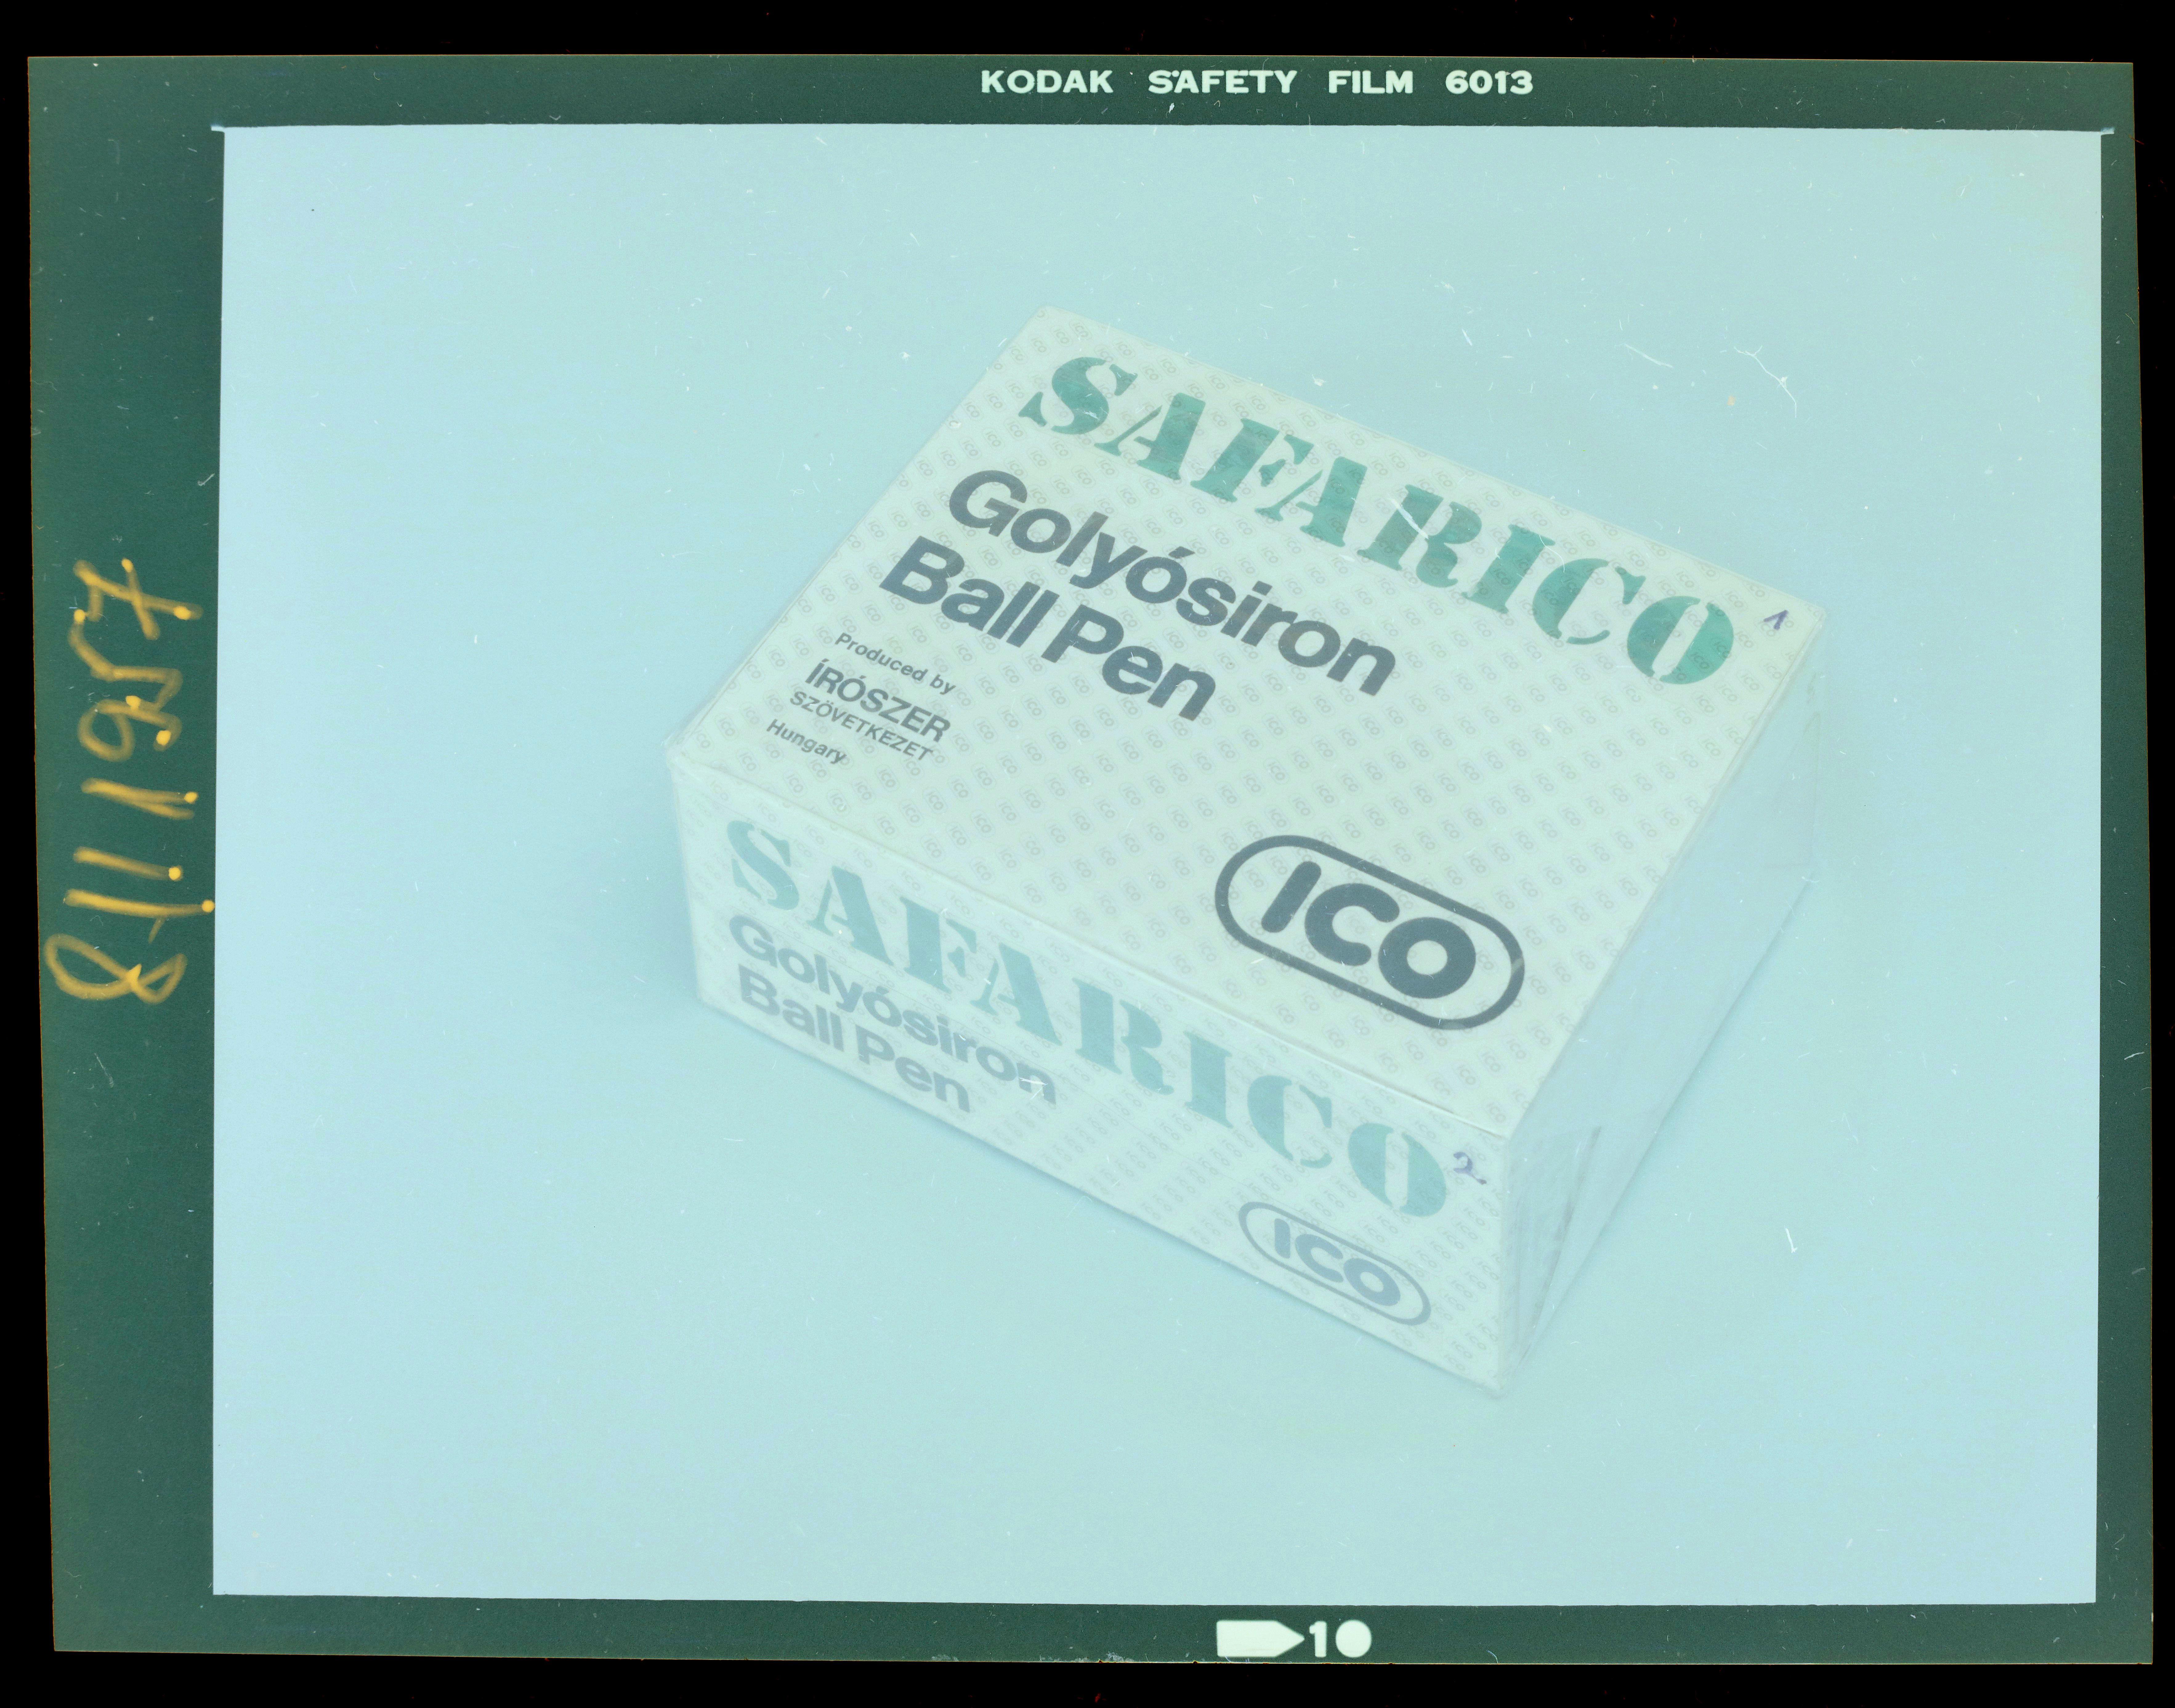 KODAK SAFETY FILM 6013
SAFARICO
Golyósiron
Ball Pen
Produced by
ÍRÓSZER
SZÖVETKEZET
Hungary
ICO
1
SAFARICO
Golyósiron
Ball Pen
2
ICO
10